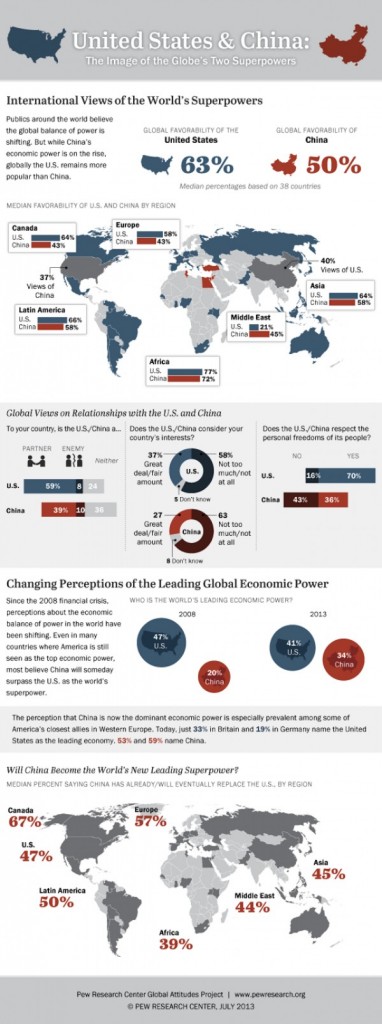 United States & China:
The Image of the Globe's Two Superpowers
International Views of the World's Superpowers
Publics around the world believe
the global balance of power is
shifting. But while China's
economic power is on the rise,
globally the U.S. remains more
popular than China.
GLOBAL FAVORABILITY OF THE
United States
63%
GLOBAL FAVORABILITY OF
China
50%
Median percentages based on 38 countries
MEDIAN FAVORABILITY OF U.S. AND CHINA BY REGION
Canada
U.S. 64%
China 43%
Europe
U.S. 58%
China 43%
37%
Views of
China
40%
Views of U.S.
Asia
U.S. 64%
China 58%
Latin America
U.S. 66%
China 58%
Middle East
U.S. 21%
China 45%
Africa
U.S. 77%
China 72%
Global Views on Relationships with the U.S. and China
To your country, is the U.S./China a...
PARTNER ENEMY Neither
U.S. 59% 8 24
China 39% 10 36
Does the U.S./China consider your
country's interests?
37%
Great
deal/fair
amount
U.S.
58%
Not too
much/not
at all
5 Don't know
27
Great
deal/fair
amount
China
63
Not too
much/not
at all
8 Don't know
Does the U.S./China respect the
personal freedoms of its people?
NO YES
U.S. 16% 70%
China 43% 36%
Changing Perceptions of the Leading Global Economic Power
Since the 2008 financial crisis,
perceptions about the economic
balance of power in the world have
been shifting. Even in many
countries where America is still
seen as the top economic power,
most believe China will someday
surpass the U.S. as the world's
superpower.
WHO IS THE WORLD'S LEADING ECONOMIC POWER?
2008
47%
U.S.
20%
China
2013
41%
U.S.
34%
China
The perception that China is now the dominant economic power is especially prevalent among some of
America's closest allies in Western Europe. Today, just 33% in Britain and 19% in Germany name the United
States as the leading economy. 53% and 59% name China.
Will China Become the World's New Leading Superpower?
MEDIAN PERCENT SAYING CHINA HAS ALREADY/WILL EVENTUALLY REPLACE THE U.S., BY REGION
Canada
67%
Europe
57%
U.S.
47%
Asia
45%
Latin America
50%
Middle East
44%
Africa
39%
Pew Research Center Global Attitudes Project | www.pewresearch.org
© PEW RESEARCH CENTER, JULY 2013